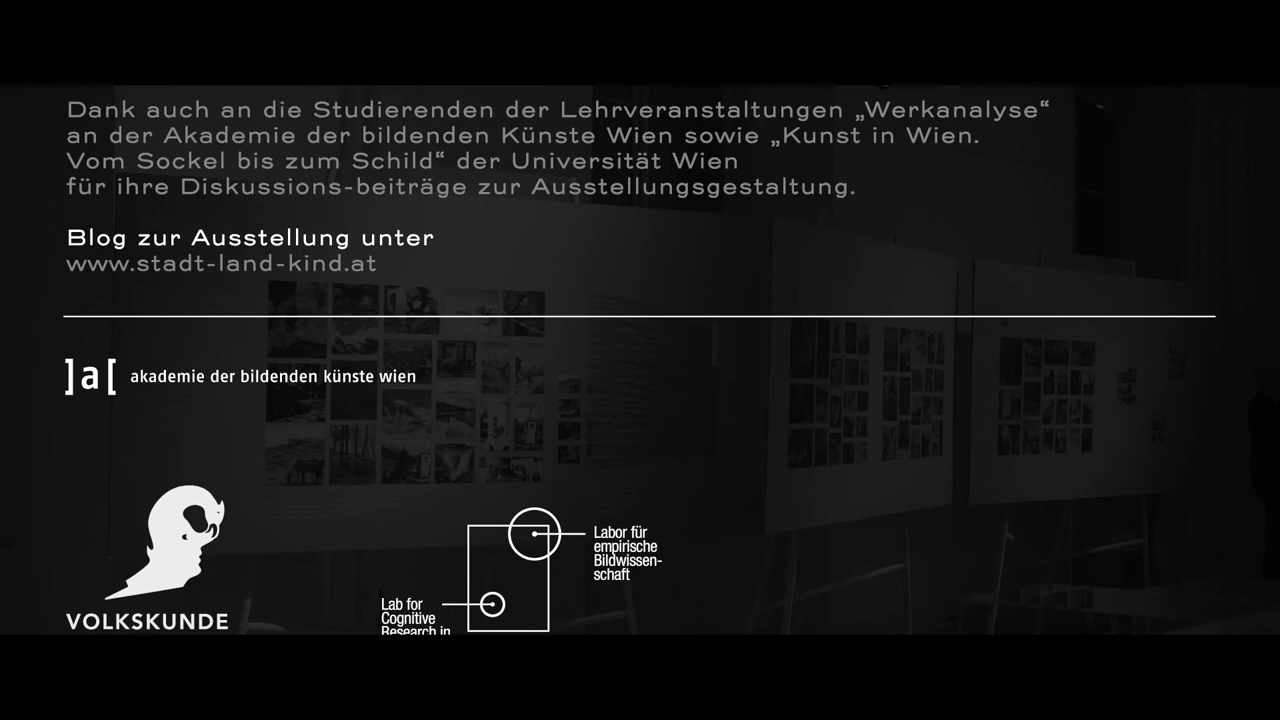 Dank auch an die Studierenden der Lehrveranstaltungen „Werkanalyse“
an der Akademie der bildenden Künste Wien sowie „Kunst in Wien.
Vom Sockel bis zum Schild“ der Universität Wien
für ihre Diskussions-beiträge zur Ausstellungsgestaltung.
Blog zur Ausstellung unter
www.stadt-land-kind.at
]a[ akademie der bildenden künste wien
VOLKSKUNDE
Labor für
empirische
Bildwissen-
schaft
Lab for
Cognitive
Research in